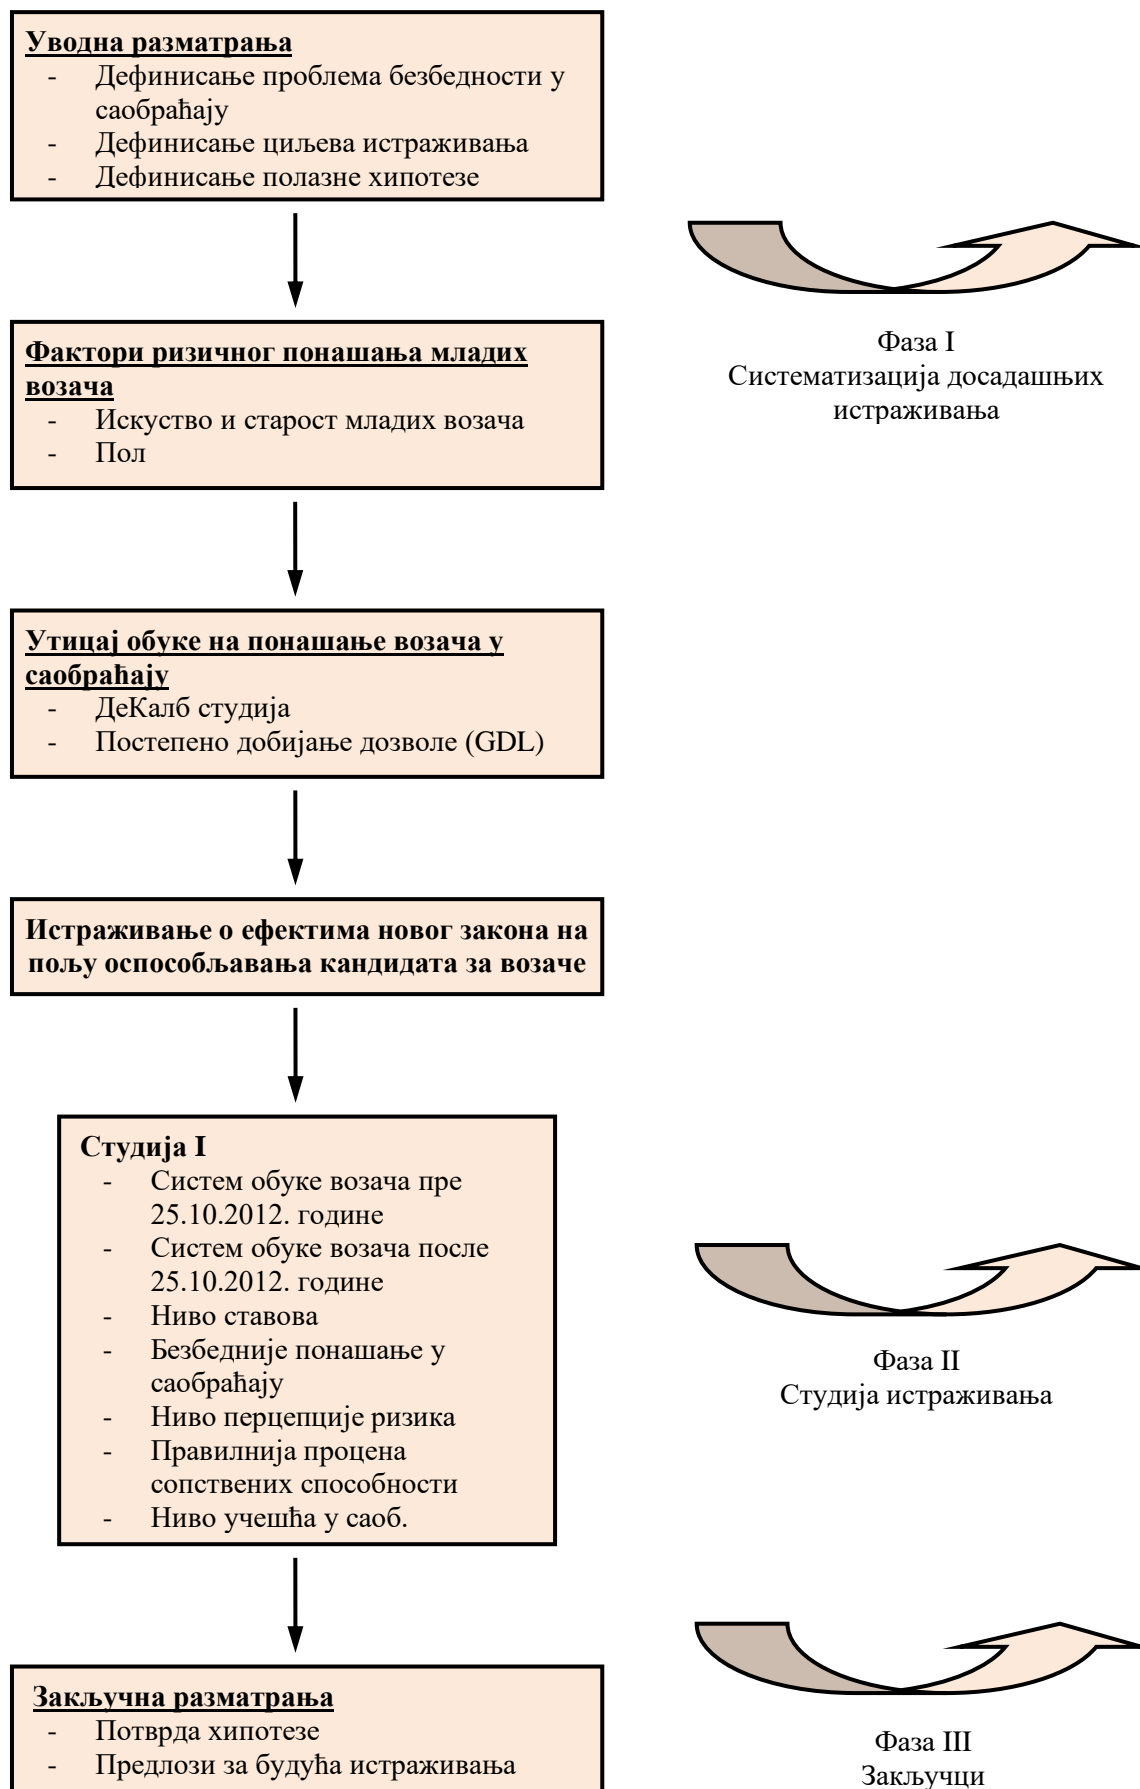 Уводна разматрања
- Дефинисање проблема безбедности у
саобраћају
- Дефинисање циљева истраживања
- Дефинисање полазне хипотезе
Фаза I
Систематизација досадашњих
истраживања
Фактори ризичног понашања младих
возача
- Искуство и старост младих возача
- Пол
Утицај обуке на понашање возача у
саобраћају
- ДеКалб студија
- Постепено добијање дозволе (GDL)
Истраживање о ефектима новог закона на
пољу оспособљавања кандидата за возаче
Студија I
- Систем обуке возача пре
25.10.2012. године
- Систем обуке возача после
25.10.2012. године
- Ниво ставова
- Безбедније понашање у
саобраћају
- Ниво перцепције ризика
- Правилнија процена
сопствених способности
- Ниво учешћа у саоб.
Фаза II
Студија истраживања
Закључна разматрања
- Потврда хипотезе
- Предлози за будућа истраживања
Фаза III
Закључци